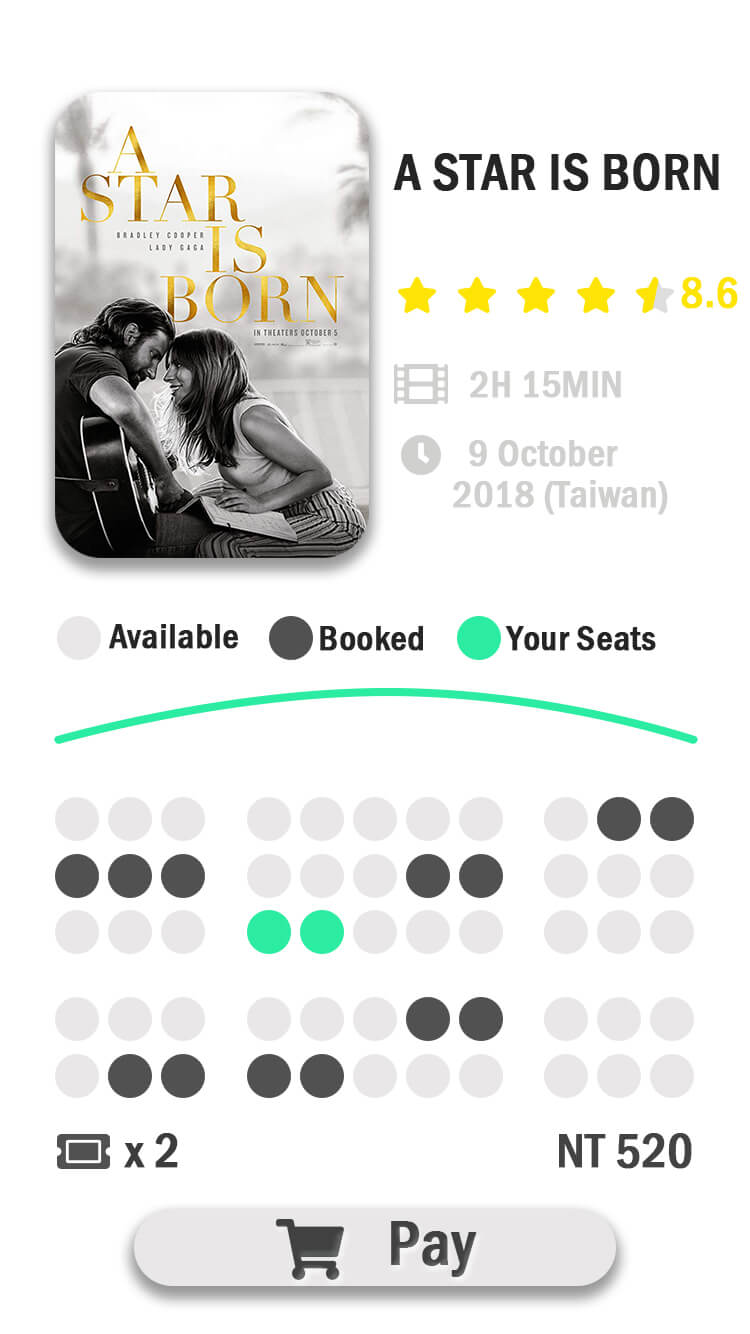 A
STAR
BRADLEY COOPER
LADY GAGA
IS
BORN
IN THEATERS OCTOBER 5
A STAR IS BORN
8.6
2H 15MIN
9 October
2018 (Taiwan)
Available
Booked
Your Seats
x 2
NT 520
Pay